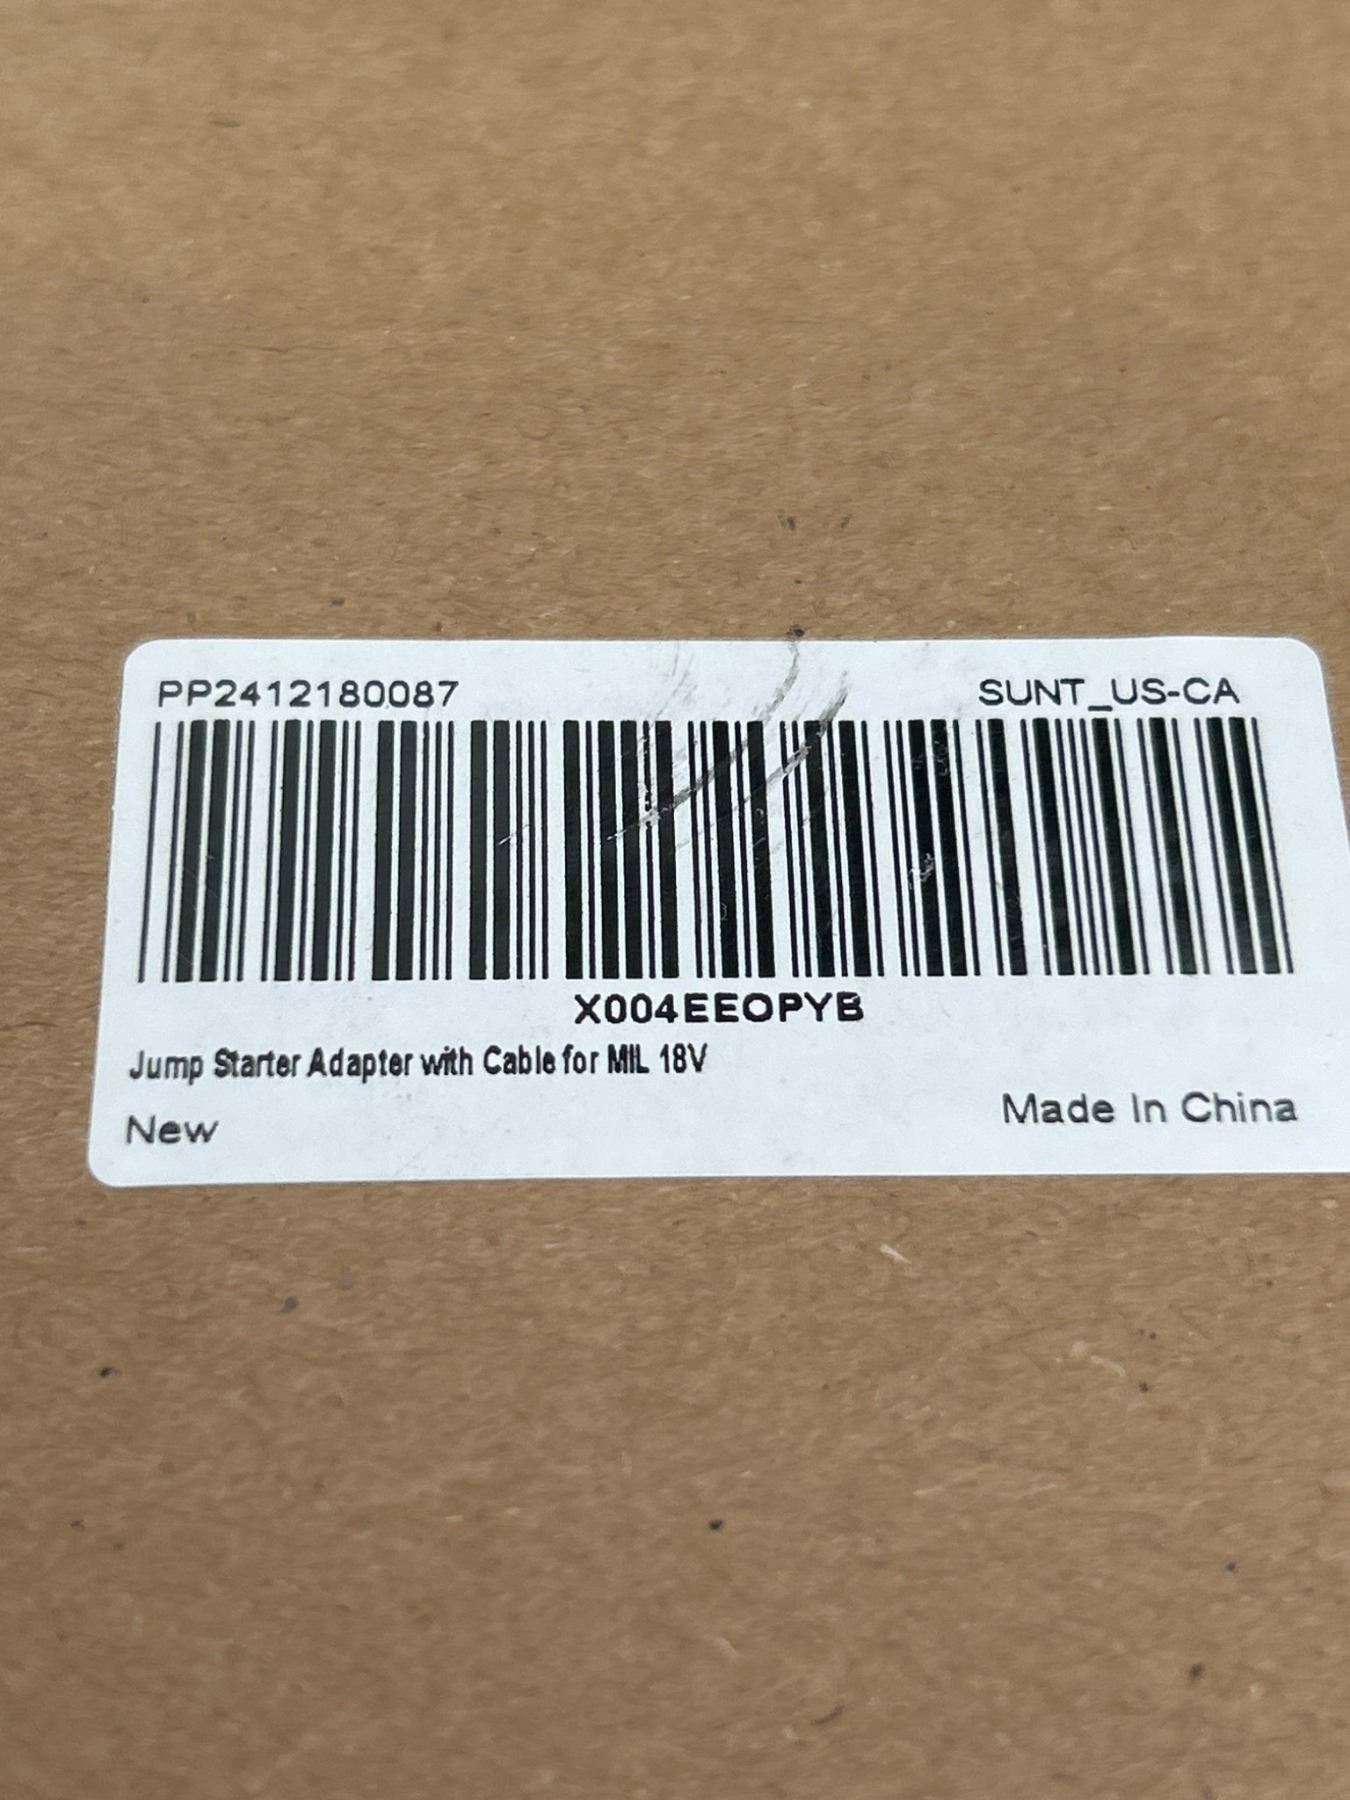 PP2412180087
SUNT_US-CA
X004EEOPYB
Jump Starter Adapter with Cable for MIL 18V
New
Made In China